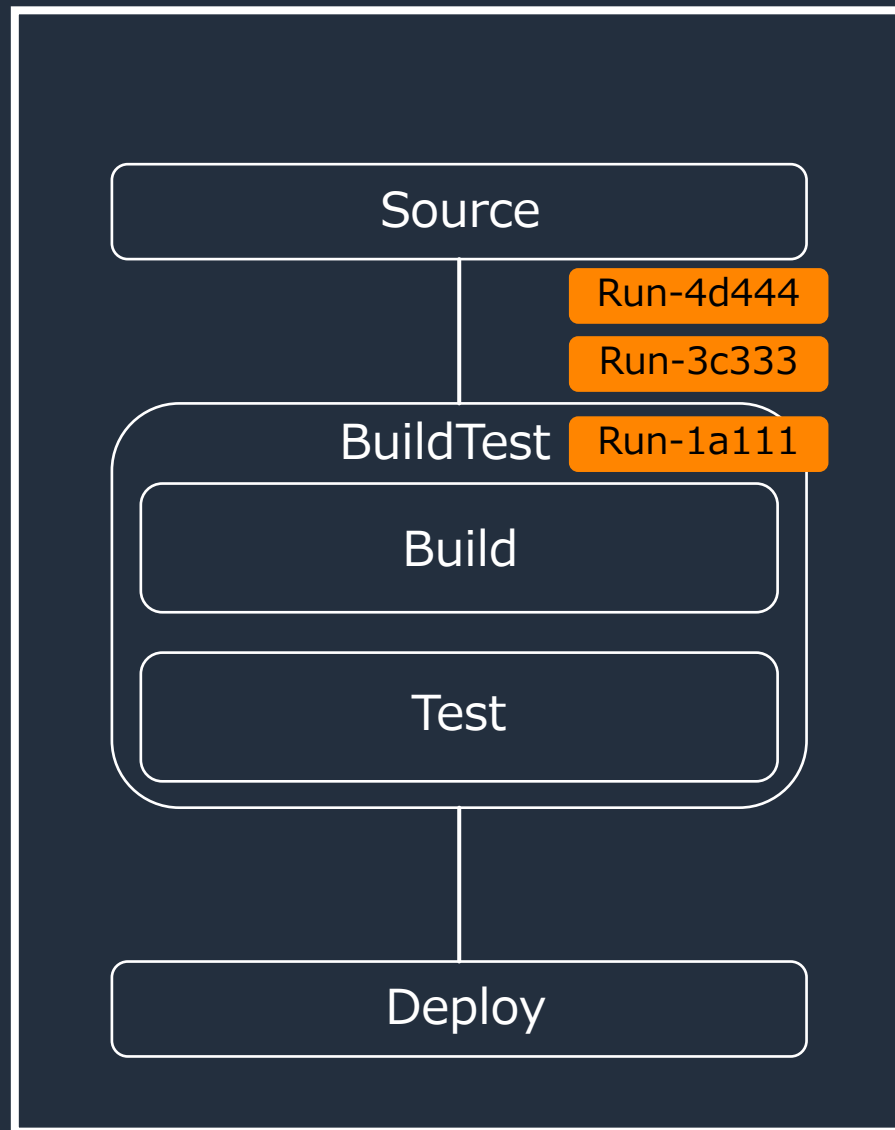 Source
Run-4d444
Run-3c333
BuildTest
Run-1a111
Build
Test
Deploy